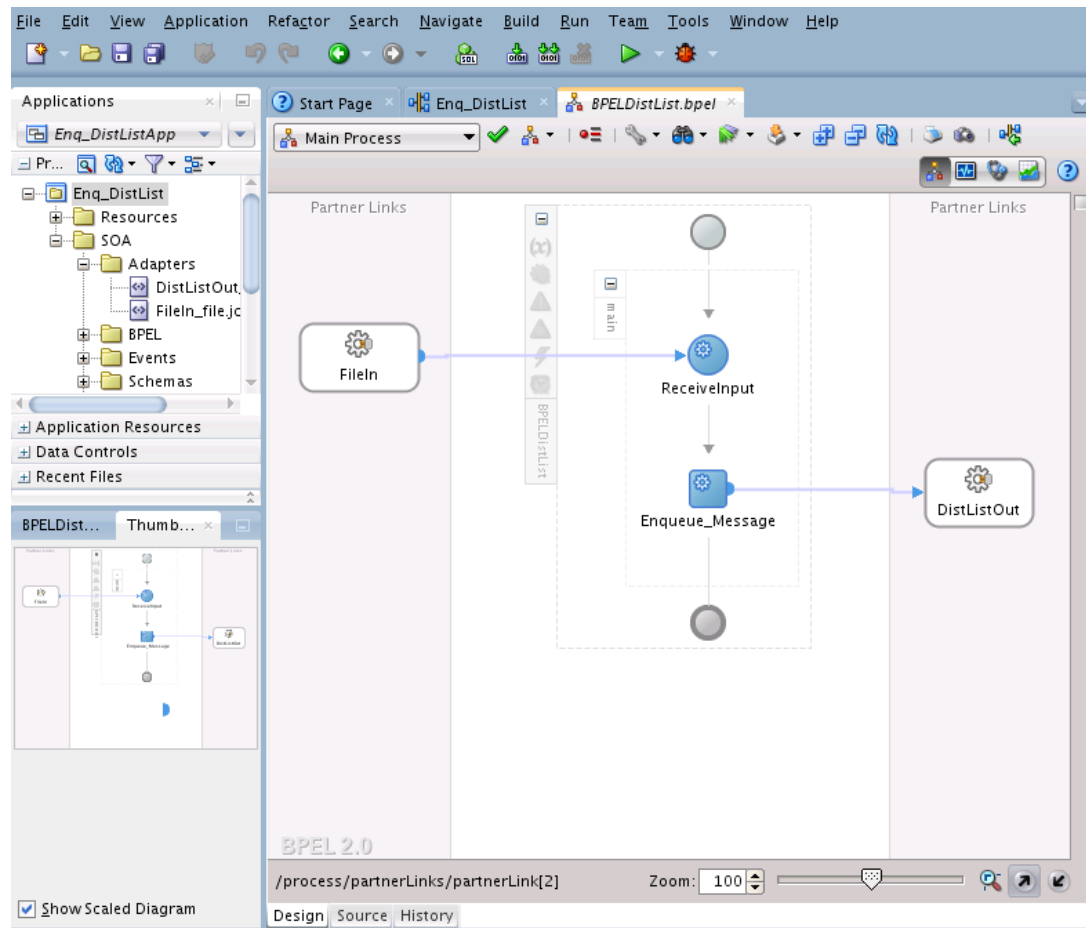 File Edit View Application Refactor Search Navigate Build Run Team Tools Window Help
Applications
Enq_DistListApp
Pr...
Enq_DistList
Resources
SOA
Adapters
DistListOut
FileIn_file.jc
BPEL
Events
Schemas
Application Resources
Data Controls
Recent Files
BPELDist... Thumb...
Show Scaled Diagram
Start Page Enq_DistList BPELDistList.bpel
Main Process
Partner Links
Partner Links
(x)
main
BPELDistList
FileIn
ReceiveInput
Enqueue_Message
DistListOut
BPEL 2.0
/process/partnerLinks/partnerLink[2] Zoom: 100
Design Source History